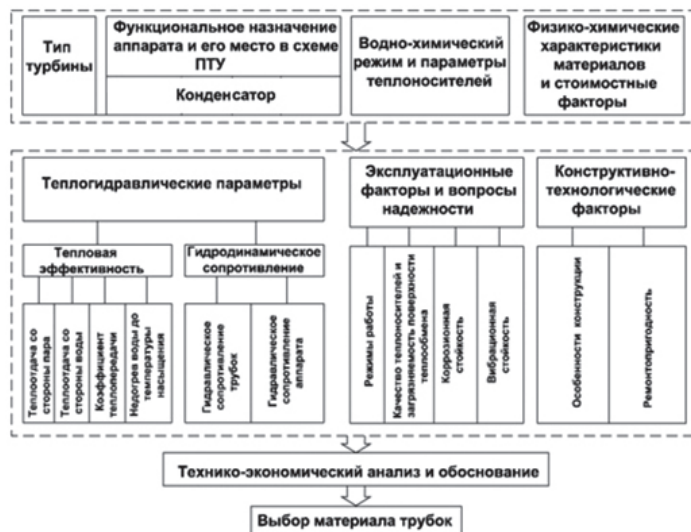 Тип
турбины
Функциональное назначение
аппарата и его место в схеме
ПТУ
Конденсатор
Водно-химический
режим и параметры
теплоносителей
Физико-химические
характеристики
материалов
и стоимостные
факторы
Теплогидравлические параметры
Эксплуатационные
факторы и вопросы
надежности
Конструктивно-
технологические
факторы
Тепловая
эффективность
Гидродинамическое
сопротивление
Теплоотдача со
стороны пара
Теплоотдача со
стороны воды
Коэффициент
теплопередачи
Недогрев воды до
температуры
насыщения
Гидравлическое
сопротивление
трубок
Гидравлическое
сопротивление
аппарата
Режимы работы
Качество теплоносителей и
загрязняемость поверхности
теплообмена
Коррозионная
стойкость
Вибрационная
стойкость
Особенности конструкции
Ремонтопригодность
Технико-экономический анализ и обоснование
Выбор материала трубок